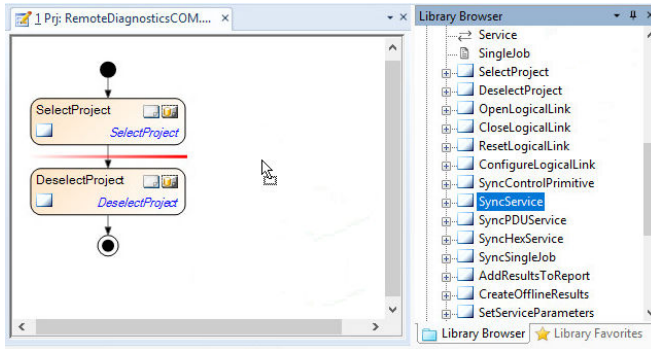 1 Prj: RemoteDiagnosticsCOM....
SelectProject
SelectProject
DeselectProject
DeselectProject
Library Browser
Service
SingleJob
SelectProject
DeselectProject
OpenLogicalLink
CloseLogicalLink
ResetLogicalLink
ConfigureLogicalLink
SyncControlPrimitive
SyncService
SyncPDUService
SyncHexService
SyncSingleJob
AddResultsToReport
CreateOfflineResults
SetServiceParameters
Library Browser
Library Favorites